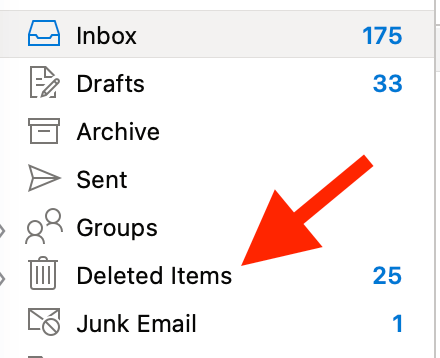 Inbox 175
Drafts 33
Archive
Sent
Groups
Deleted Items 25
Junk Email 1